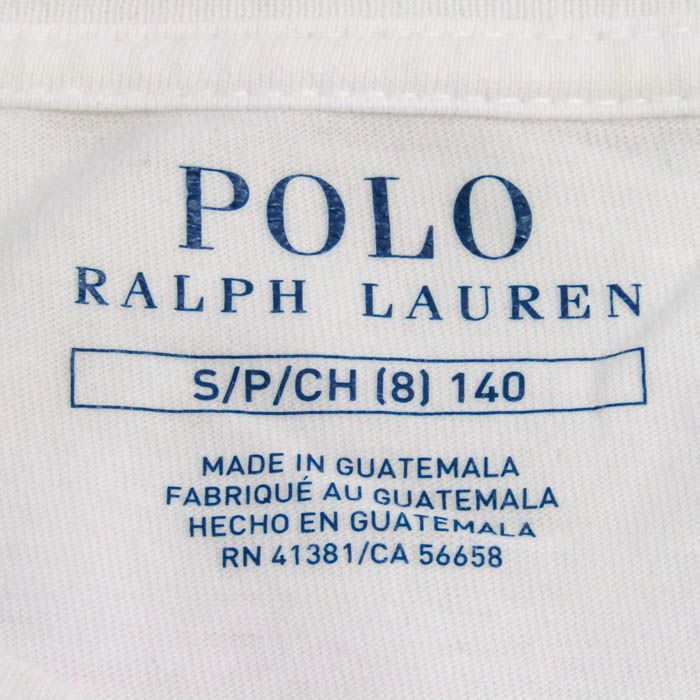 POLO
RALPH LAUREN
S/P/CH (8) 140
MADE IN GUATEMALA
FABRIQUÉ AU GUATEMALA
HECHO EN GUATEMALA
RN 41381/CA 56658